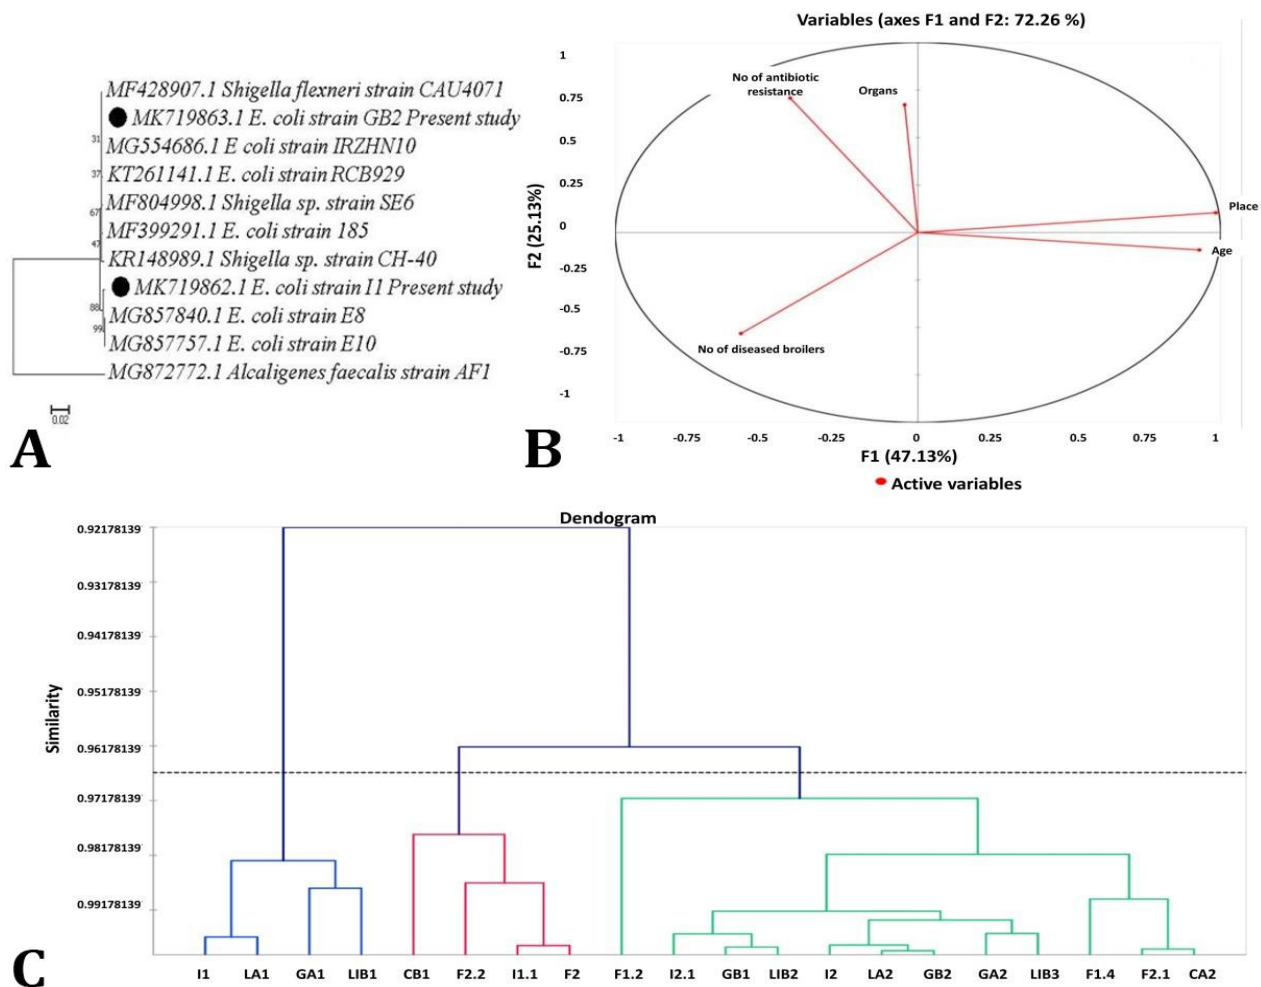 MF428907.1 Shigella flexneri strain CAU4071
MK719863.1 E. coli strain GB2 Present study
31
MG554686.1 E coli strain IRZHN10
37
KT261141.1 E. coli strain RCB929
MF804998.1 Shigella sp. strain SE6
67
MF399291.1 E. coli strain 185
47
KR148989.1 Shigella sp. strain CH-40
MK719862.1 E. coli strain I1 Present study
88
MG857840.1 E. coli strain E8
99
MG857757.1 E. coli strain E10
MG872772.1 Alcaligenes faecalis strain AF1
0.02
A
Variables (axes F1 and F2: 72.26 %)
1
0.75
0.5
0.25
0
-0.25
-0.5
-0.75
-1
F2 (25.13%)
No of antibiotic
resistance
Organs
Place
Age
No of diseased broilers
-1 -0.75 -0.5 -0.25 0 0.25 0.5 0.75 1
F1 (47.13%)
Active variables
B
Dendogram
0.92178139
0.93178139
0.94178139
0.95178139
0.96178139
0.97178139
0.98178139
0.99178139
Similarity
I1 LA1 GA1 LIB1 CB1 F2.2 I1.1 F2 F1.2 I2.1 GB1 LIB2 I2 LA2 GB2 GA2 LIB3 F1.4 F2.1 CA2
C